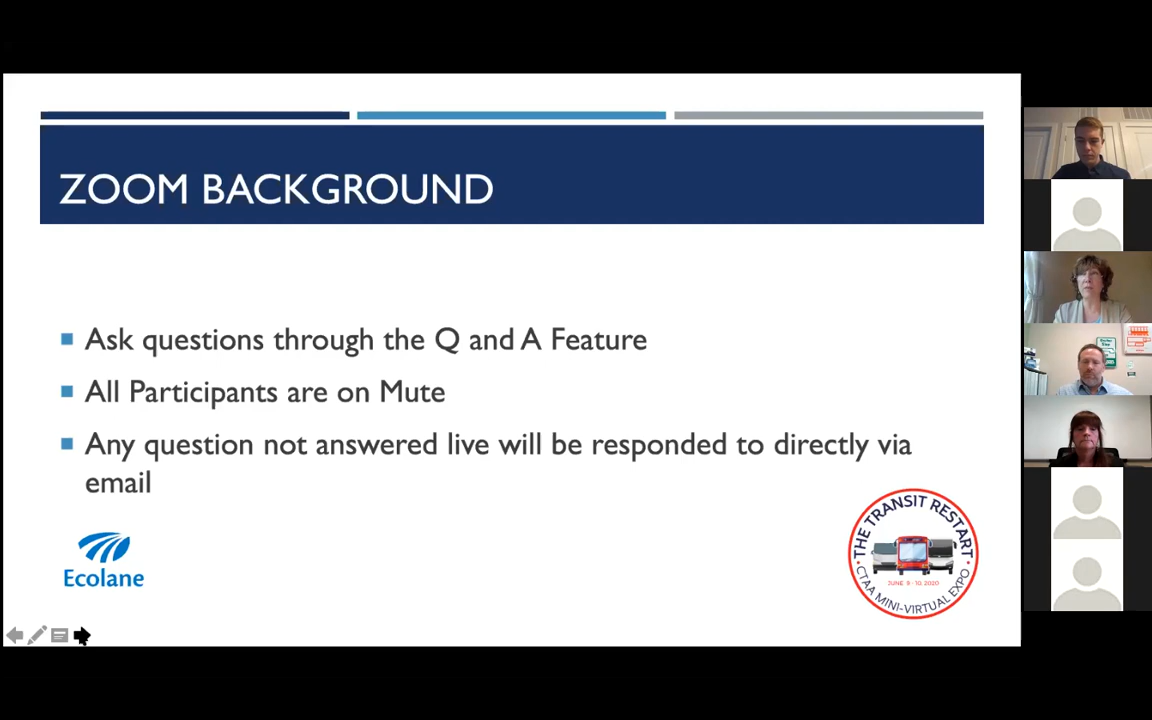 ZOOM BACKGROUND
Ask questions through the Q and A Feature
All Participants are on Mute
Any question not answered live will be responded to directly via
email
Ecolane
THE TRANSIT RESTART
JUNE 8 - 10, 2020
CTAA MINI-VIRTUAL EXPO